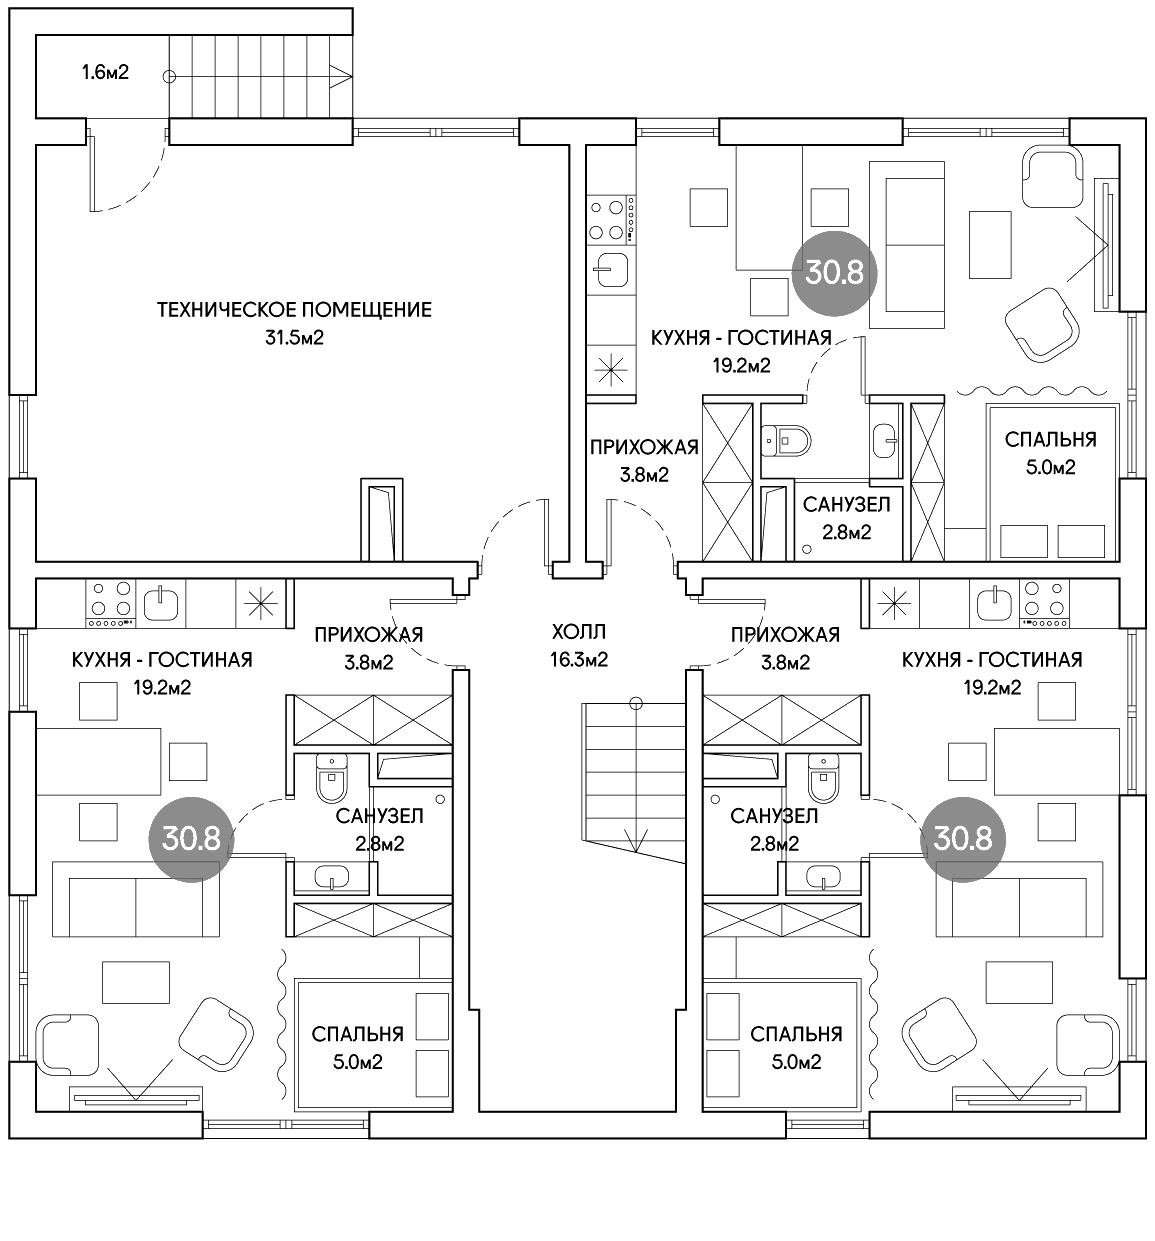 1.6м2
ТЕХНИЧЕСКОЕ ПОМЕЩЕНИЕ
31.5м2
30.8
КУХНЯ - ГОСТИНАЯ
19.2м2
ПРИХОЖАЯ
3.8м2
САНУЗЕЛ
2.8м2
СПАЛЬНЯ
5.0м2
ХОЛЛ
16.3м2
КУХНЯ - ГОСТИНАЯ
19.2м2
ПРИХОЖАЯ
3.8м2
30.8
САНУЗЕЛ
2.8м2
СПАЛЬНЯ
5.0м2
ПРИХОЖАЯ
3.8м2
КУХНЯ - ГОСТИНАЯ
19.2м2
САНУЗЕЛ
2.8м2
30.8
СПАЛЬНЯ
5.0м2